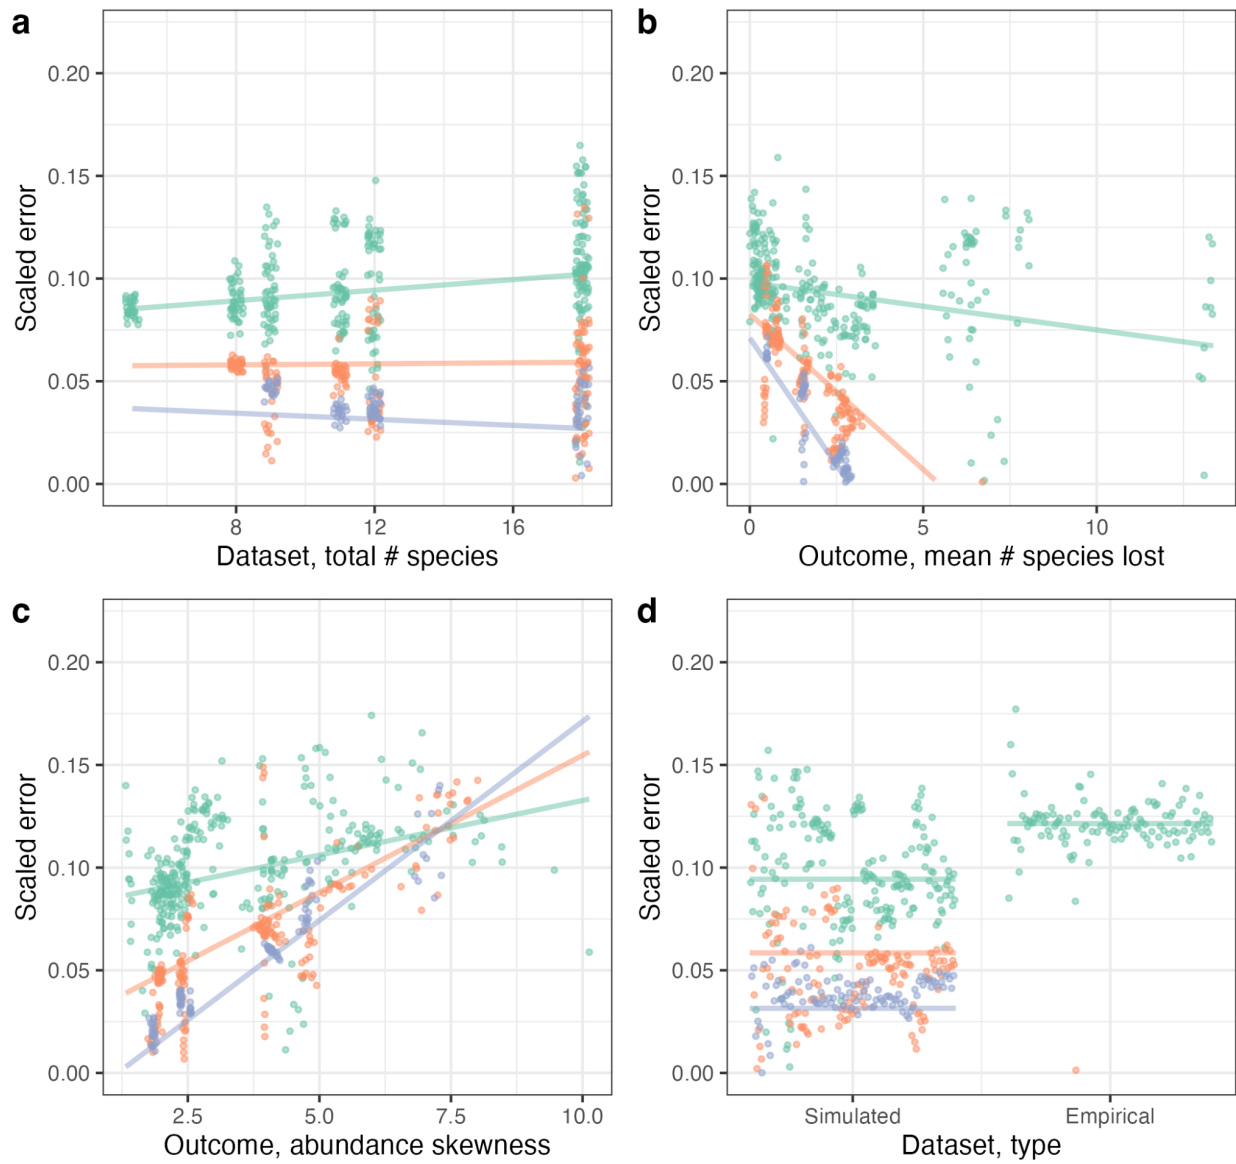 a
0.20
0.15
0.10
0.05
0.00
Scaled error
8 12 16
Dataset, total # species
b
0.20
0.15
0.10
0.05
0.00
Scaled error
0 5 10
Outcome, mean # species lost
c
0.20
0.15
0.10
0.05
0.00
Scaled error
2.5 5.0 7.5 10.0
Outcome, abundance skewness
d
0.20
0.15
0.10
0.05
0.00
Scaled error
Simulated Empirical
Dataset, type